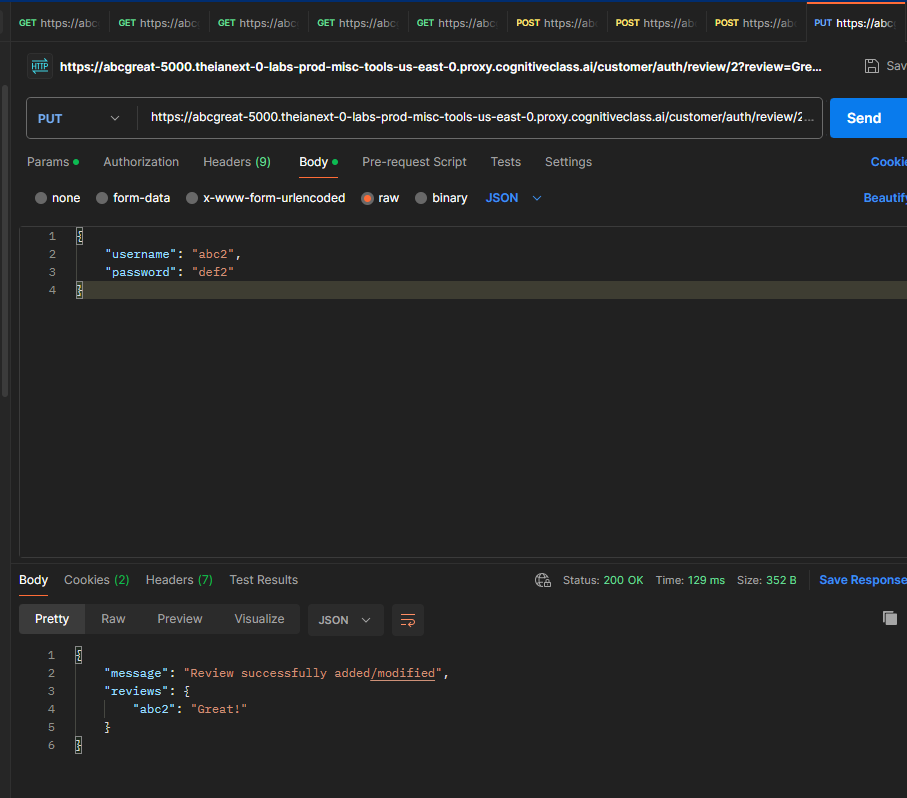 GET https://abc GET https://abc GET https://abc GET https://abc GET https://abc POST https://ab POST https://ab POST https://ab PUT https://abc
HTTP https://abcgreat-5000.theianext-0-labs-prod-misc-tools-us-east-0.proxy.cognitiveclass.ai/customer/auth/review/2?review=Gre... Sav
PUT https://abcgreat-5000.theianext-0-labs-prod-misc-tools-us-east-0.proxy.cognitiveclass.ai/customer/auth/review/2... Send
Params Authorization Headers (9) Body Pre-request Script Tests Settings Cookie
none form-data x-www-form-urlencoded raw binary JSON Beautify
1 {
2 "username": "abc2",
3 "password": "def2"
4 }
Body Cookies (2) Headers (7) Test Results Status: 200 OK Time: 129 ms Size: 352 B Save Response
Pretty Raw Preview Visualize JSON
1 {
2 "message": "Review successfully added/modified",
3 "reviews": {
4 "abc2": "Great!"
5 }
6 }